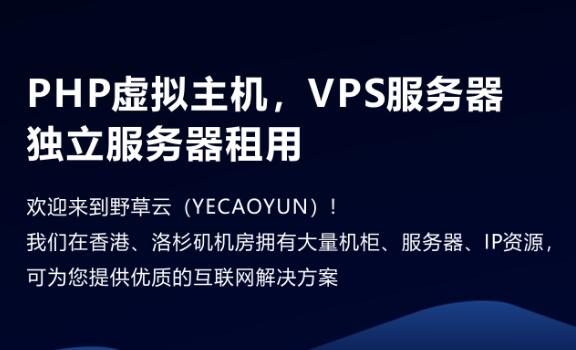 PHP虚拟主机，VPS服务器
独立服务器租用
欢迎来到野草云（YECAOYUN）！
我们在香港、洛杉矶机房拥有大量机柜、服务器、IP资源，
可为您提供优质的互联网解决方案